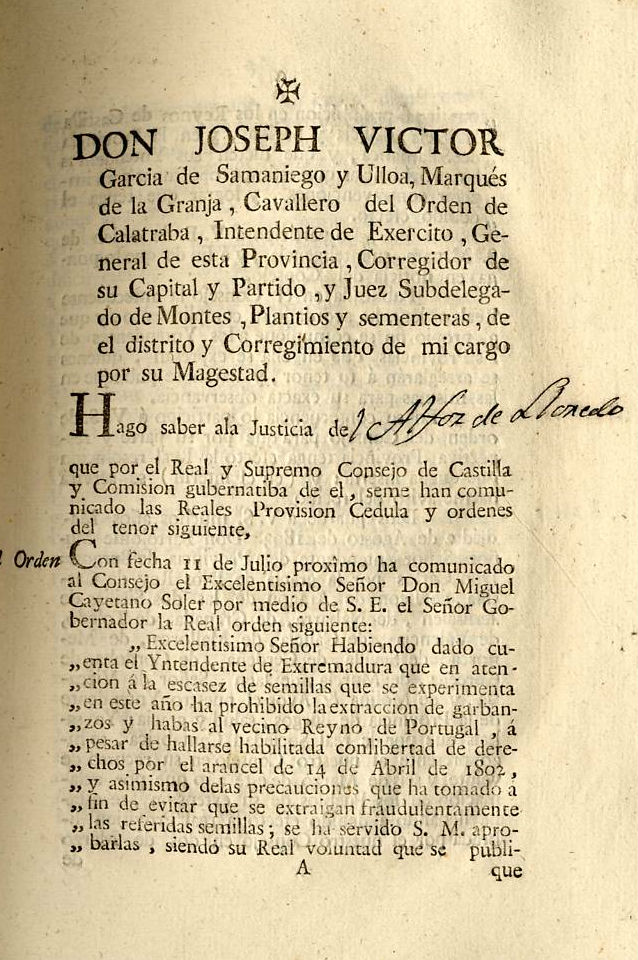 ✠
DON JOSEPH VICTOR
Garcia de Samaniego y Ulloa, Marqués
de la Granja , Cavallero del Orden de
Calatraba , Intendente de Exercito , Ge-
neral de esta Provincia , Corregidor de
su Capital y Partido , y Juez Subdelega-
do de Montes , Plantios y sementeras , de
el distrito y Corregimiento de mi cargo
por su Magestad.
Hago saber ala Justicia de Alfoz de
que por el Real y Supremo Consejo de Castilla
y Comision gubernatiba de el , seme han comu-
nicado las Reales Provision Cedula y ordenes
del tenor siguiente,
Orden
Con fecha 11 de Julio proximo ha comunicado
al Consejo el Excelentisimo Señor Don Miguel
Cayetano Soler por medio de S. E. el Señor Go-
bernador la Real orden siguiente:
„Excelentisimo Señor Habiendo dado cu-
„enta el Yntendente de Extremadura que en aten-
„cion á la escasez de semillas que se experimenta
„en este año ha prohibido la extraccion de garban-
„zos y habas al vecino Reyno de Portugal , á
„pesar de hallarse habilitada conlibertad de dere-
„chos por el arancel de 14 de Abril de 1802,
„y asimismo delas precauciones que ha tomado á
„fin de evitar que se extraigan fraudulentamente
„las referidas semillas; se ha servido S. M. apro-
„barlas , siendo su Real voluntad que se publi-
A
que